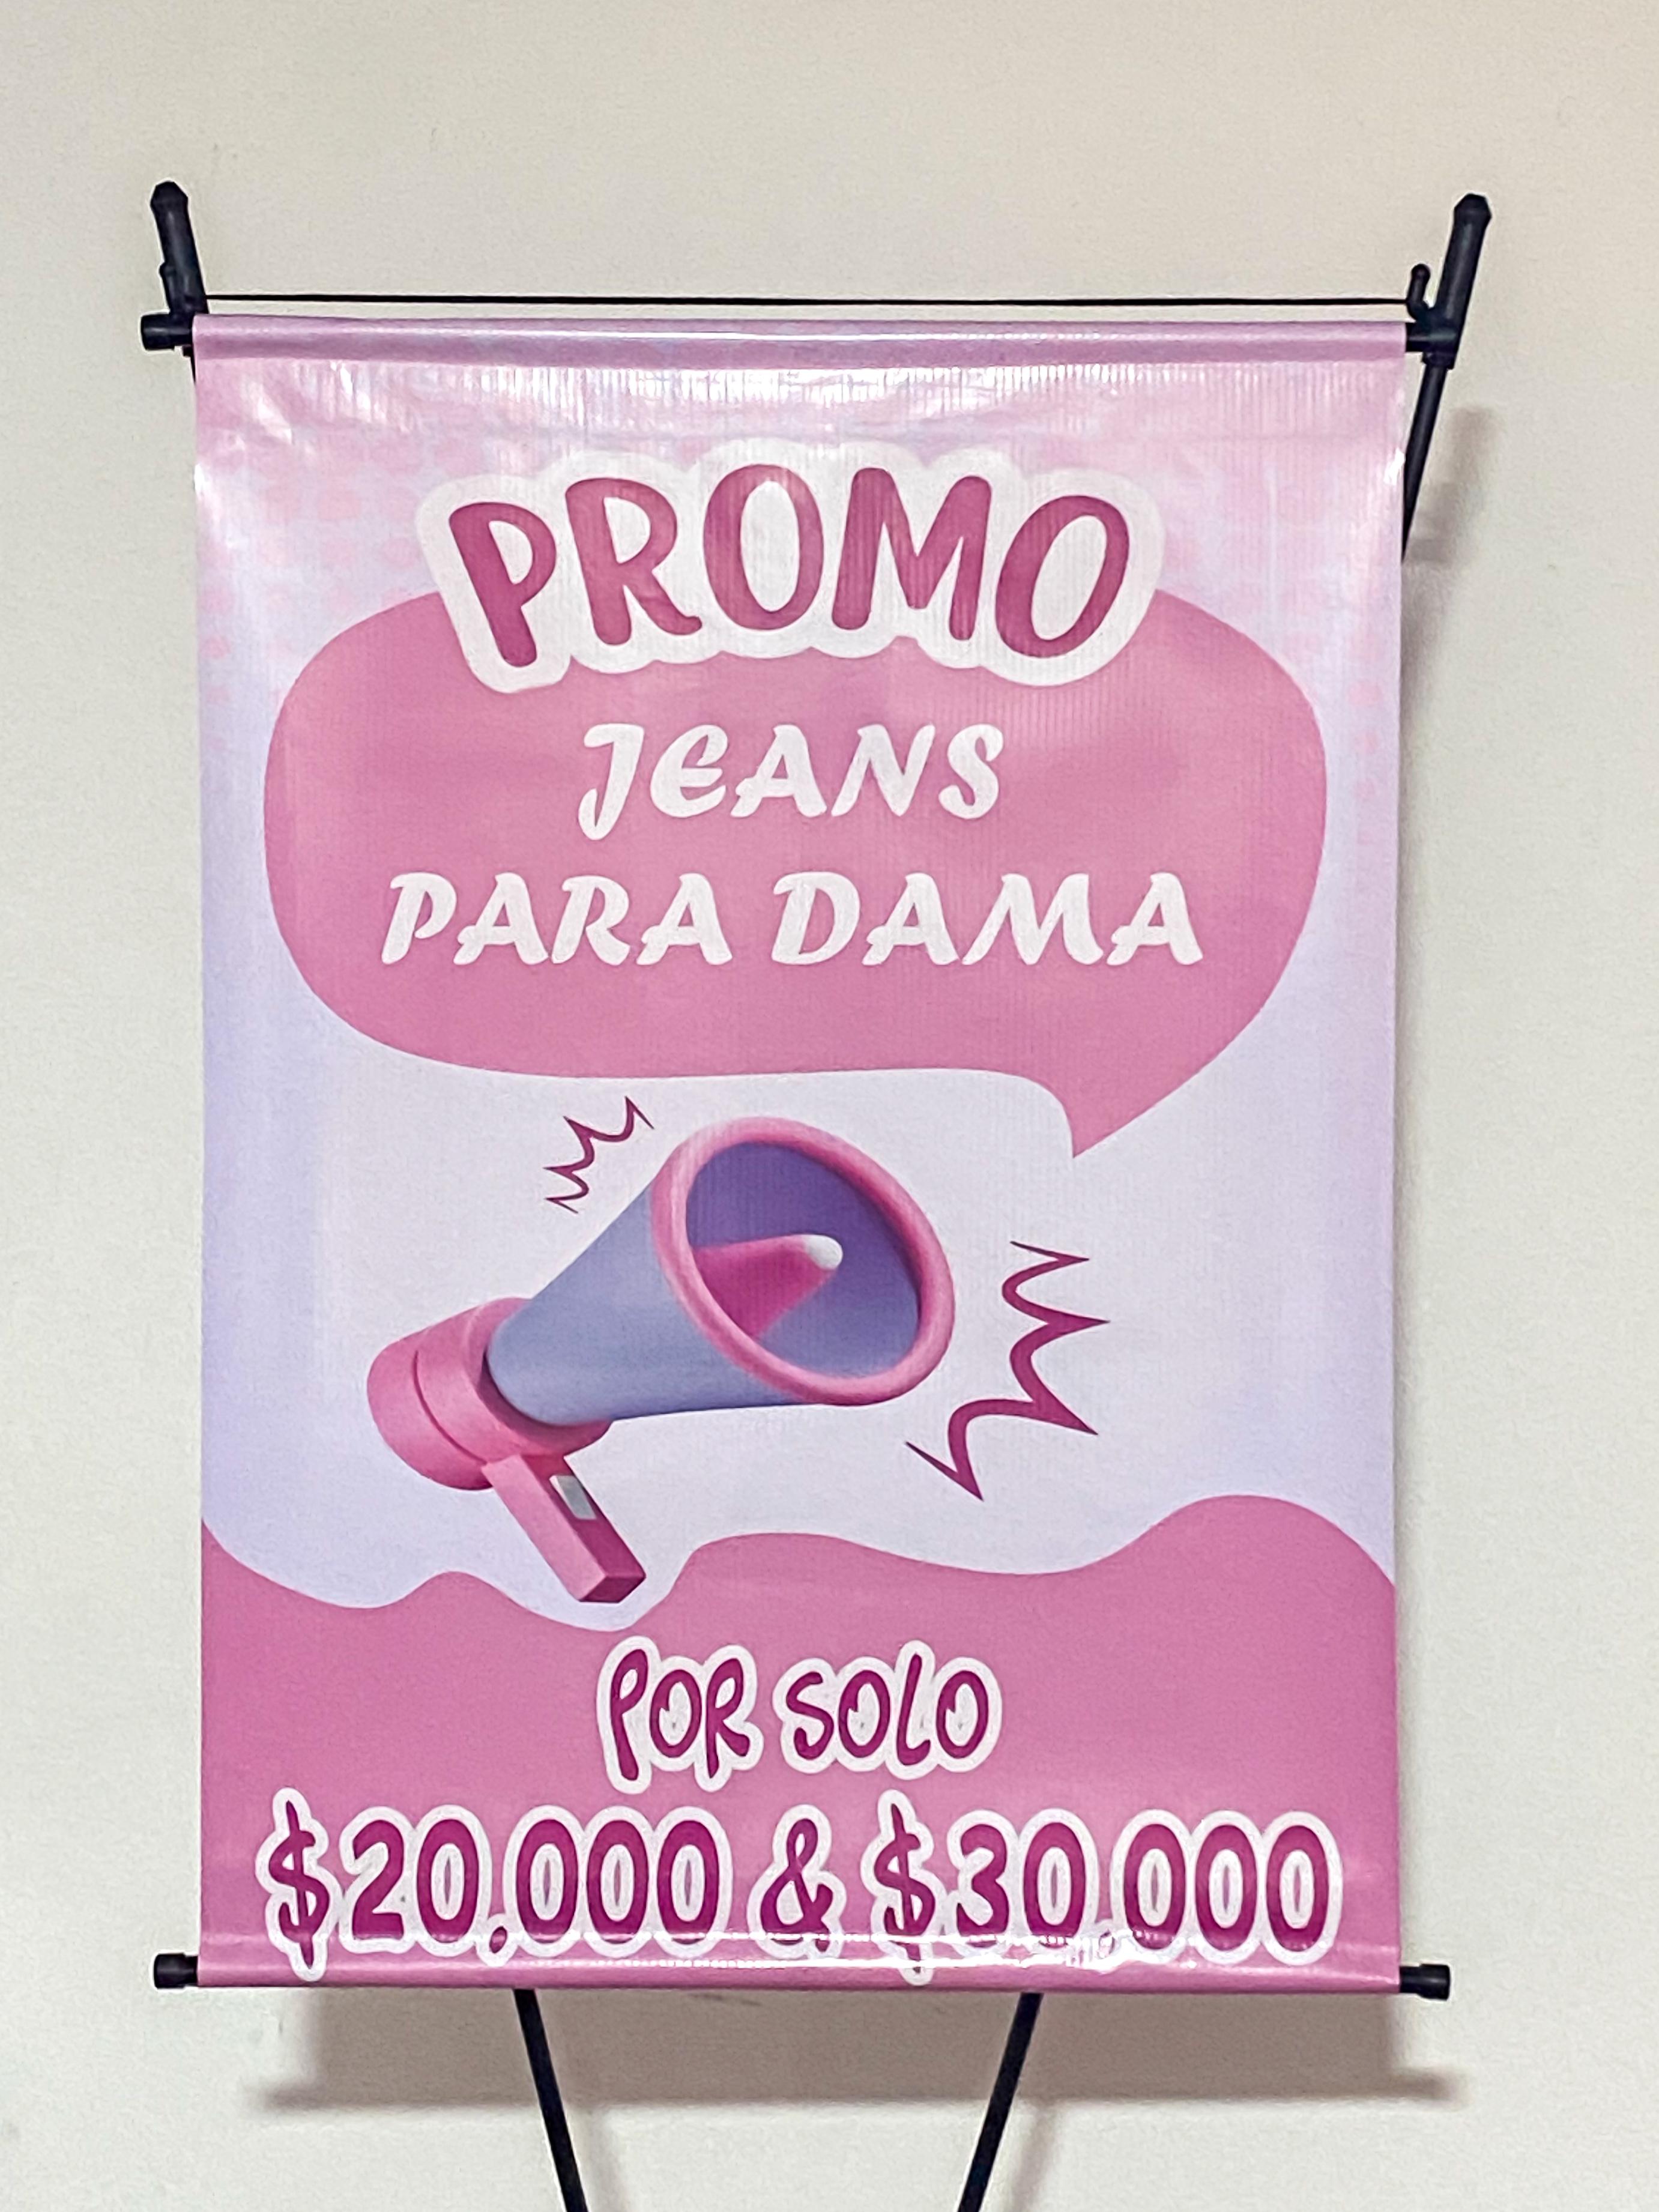 PROMO
JEANS
PARA DAMA
POR SOLO
$20.000 & $30.000